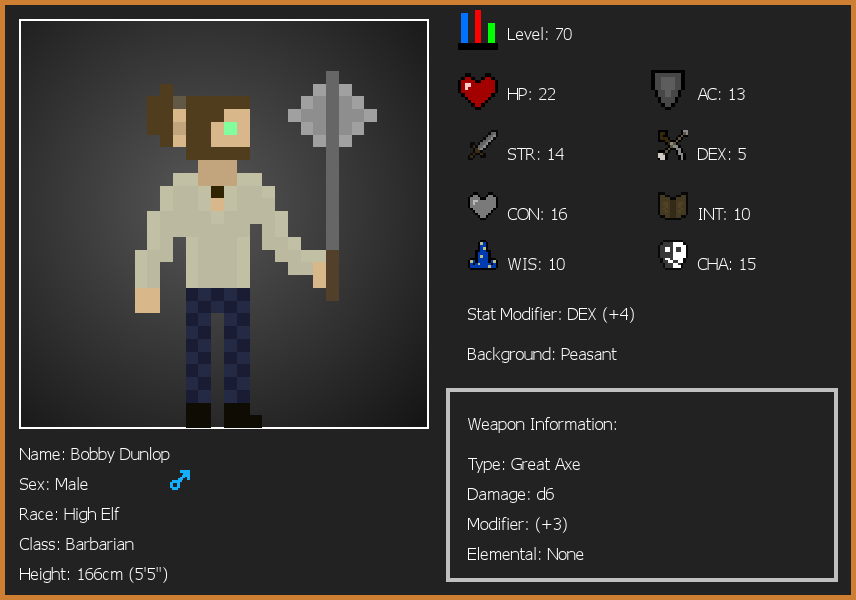 Level: 70
HP: 22
AC: 13
STR: 14
DEX: 5
CON: 16
INT: 10
WIS: 10
CHA: 15
Stat Modifier: DEX (+4)
Background: Peasant
Weapon Information:
Type: Great Axe
Damage: d6
Modifier: (+3)
Elemental: None
Name: Bobby Dunlop
Sex: Male
Race: High Elf
Class: Barbarian
Height: 166cm (5'5")